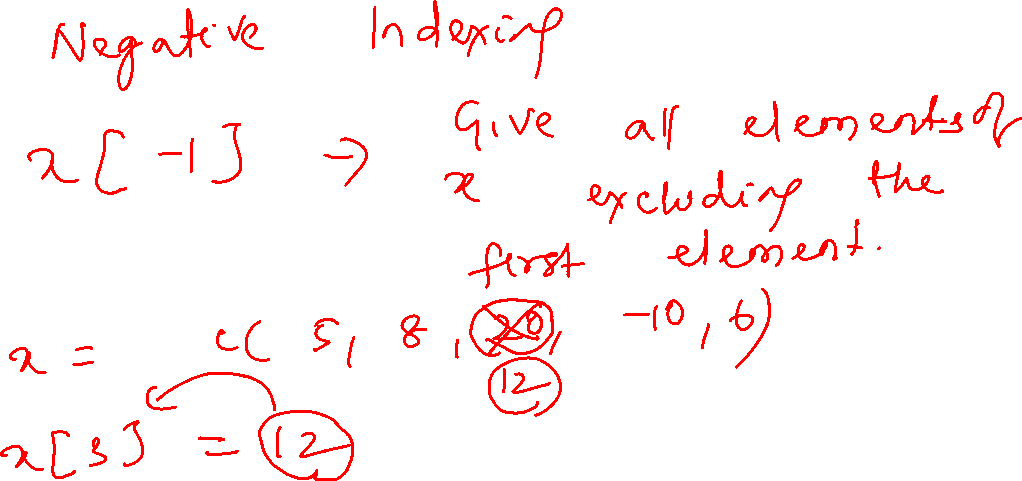 Negative Indexing
x[-1] → Give all elements of
x excluding the
first element.
x = c( 5, 8, 20, -10, 6)
12
x[3] = 12